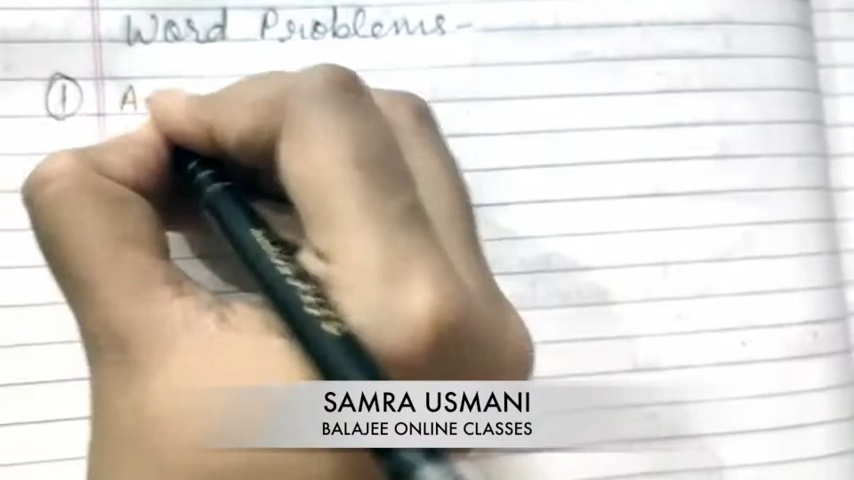 Word Problems-
① A
SAMRA USMANI
BALAJEE ONLINE CLASSES